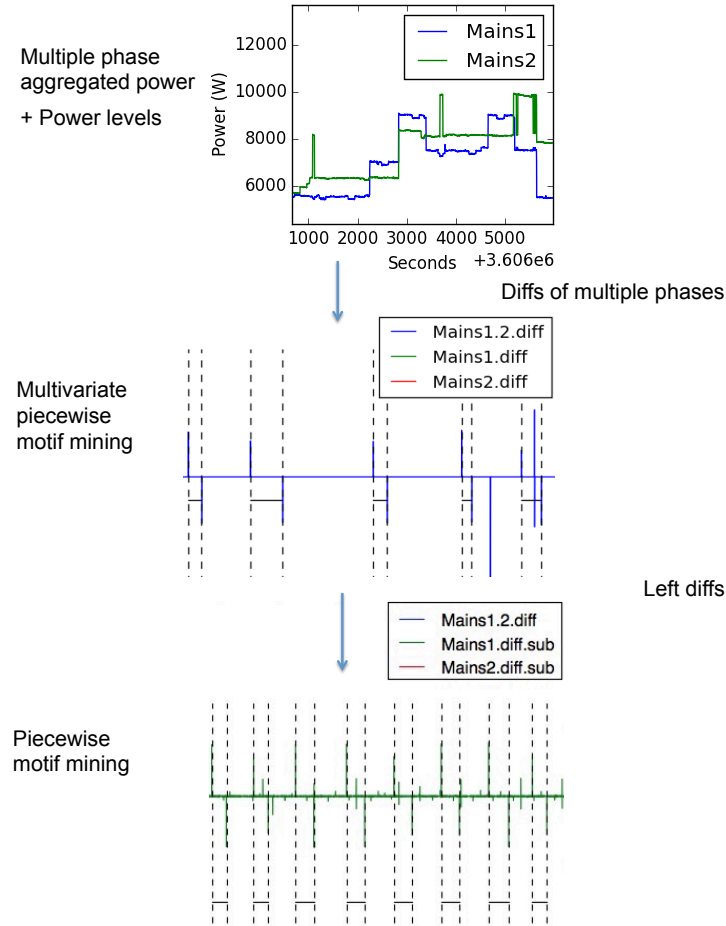 Multiple phase
aggregated power
+ Power levels
Mains1
Mains2
Power (W)
12000
10000
8000
6000
1000 2000 3000 4000 5000
Seconds +3.606e6
Diffs of multiple phases
Mains1.2.diff
Mains1.diff
Mains2.diff
Multivariate
piecewise
motif mining
Left diffs
Mains1.2.diff
Mains1.diff.sub
Mains2.diff.sub
Piecewise
motif mining